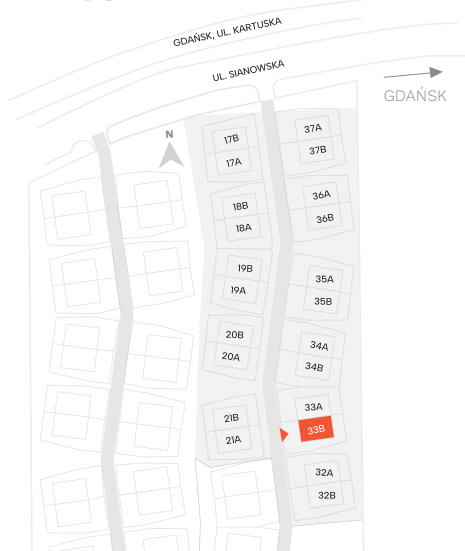 GDAŃSK, UL. KARTUSKA
UL. SIANOWSKA
GDAŃSK
N
17B
17A
37A
37B
18B
18A
36A
36B
19B
19A
35A
35B
20B
20A
34A
34B
21B
21A
33A
33B
32A
32B